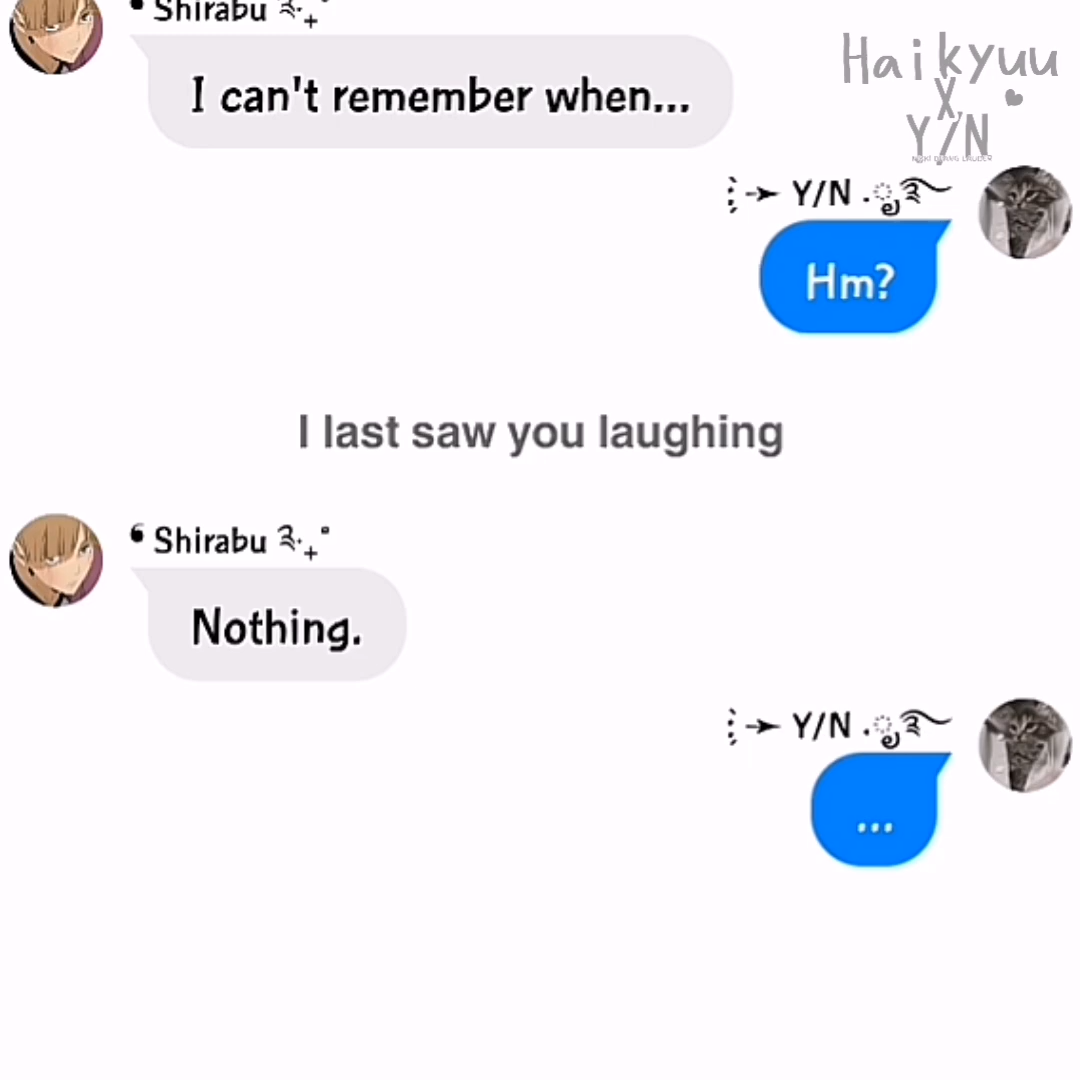 ❛ Shirabu ༉‧₊˚
I can't remember when...
Haikyuu
X,
Y/N
⋮➛ Y/N .ೃ࿐
Hm?
I last saw you laughing
❛ Shirabu ༉‧₊˚
Nothing.
⋮➛ Y/N .ೃ࿐
...